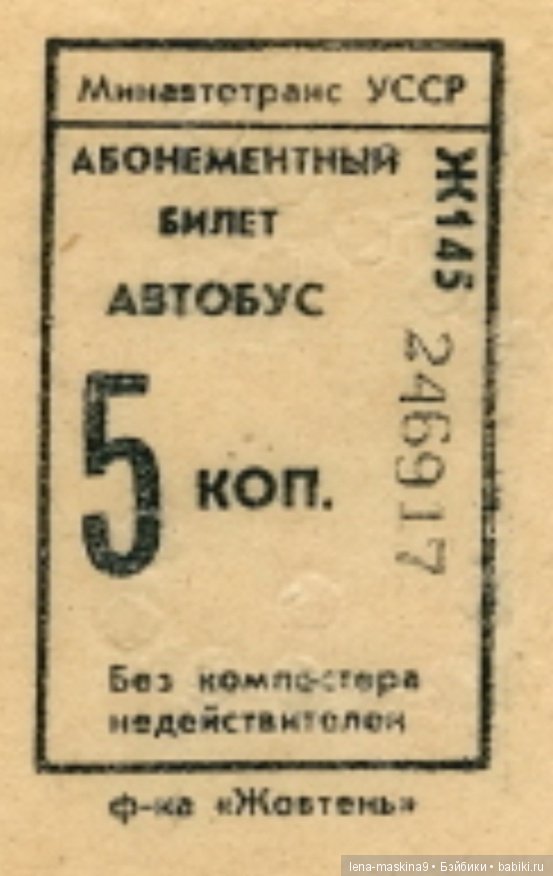 Минавтотранс УССР
АБОНЕМЕНТНЫЙ
БИЛЕТ
АВТОБУС
5 КОП.
Ж145 246917
Без компостера
недействителен
ф-ка «Жовтень»
lena-maskina9 • Бэйбики • babiki.ru